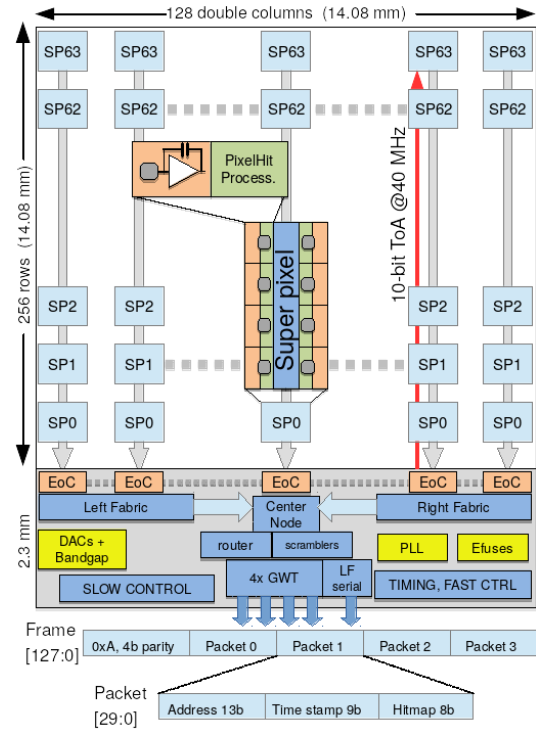 128 double columns (14.08 mm)
SP63 SP63 SP63 SP63 SP63
SP62 SP62 SP62 SP62 SP62
PixelHit
Process.
256 rows (14.08 mm)
10-bit ToA @40 MHz
Super pixel
SP2 SP2 SP2 SP2
SP1 SP1 SP1 SP1
SP0 SP0 SP0 SP0 SP0
EoC EoC EoC EoC EoC
Left Fabric
Center
Node
Right Fabric
2.3 mm
DACs +
Bandgap
router
scramblers
PLL
Efuses
SLOW CONTROL
4x GWT
LF
serial
TIMING, FAST CTRL
Frame
[127:0]
0xA, 4b parity Packet 0 Packet 1 Packet 2 Packet 3
Packet
[29:0]
Address 13b Time stamp 9b Hitmap 8b